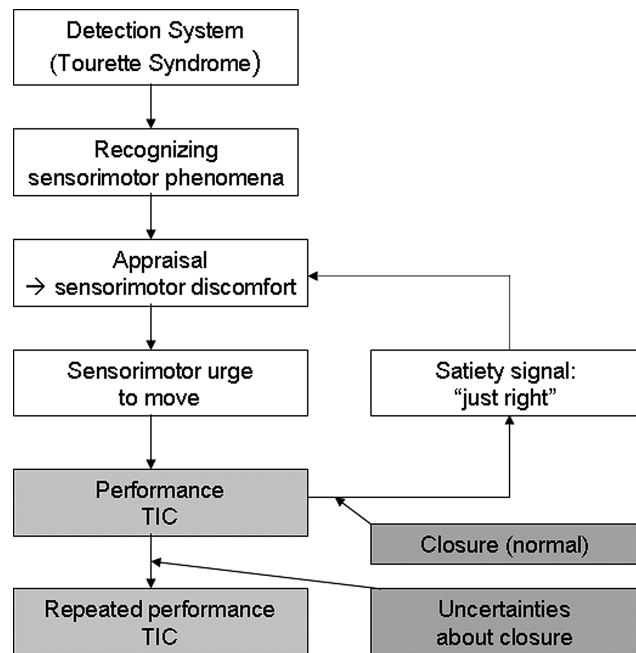 Detection System
(Tourette Syndrome)
Recognizing
sensorimotor phenomena
Appraisal
→ sensorimotor discomfort
Sensorimotor urge
to move
Satiety signal:
“just right”
Performance
TIC
Closure (normal)
Repeated performance
TIC
Uncertainties
about closure